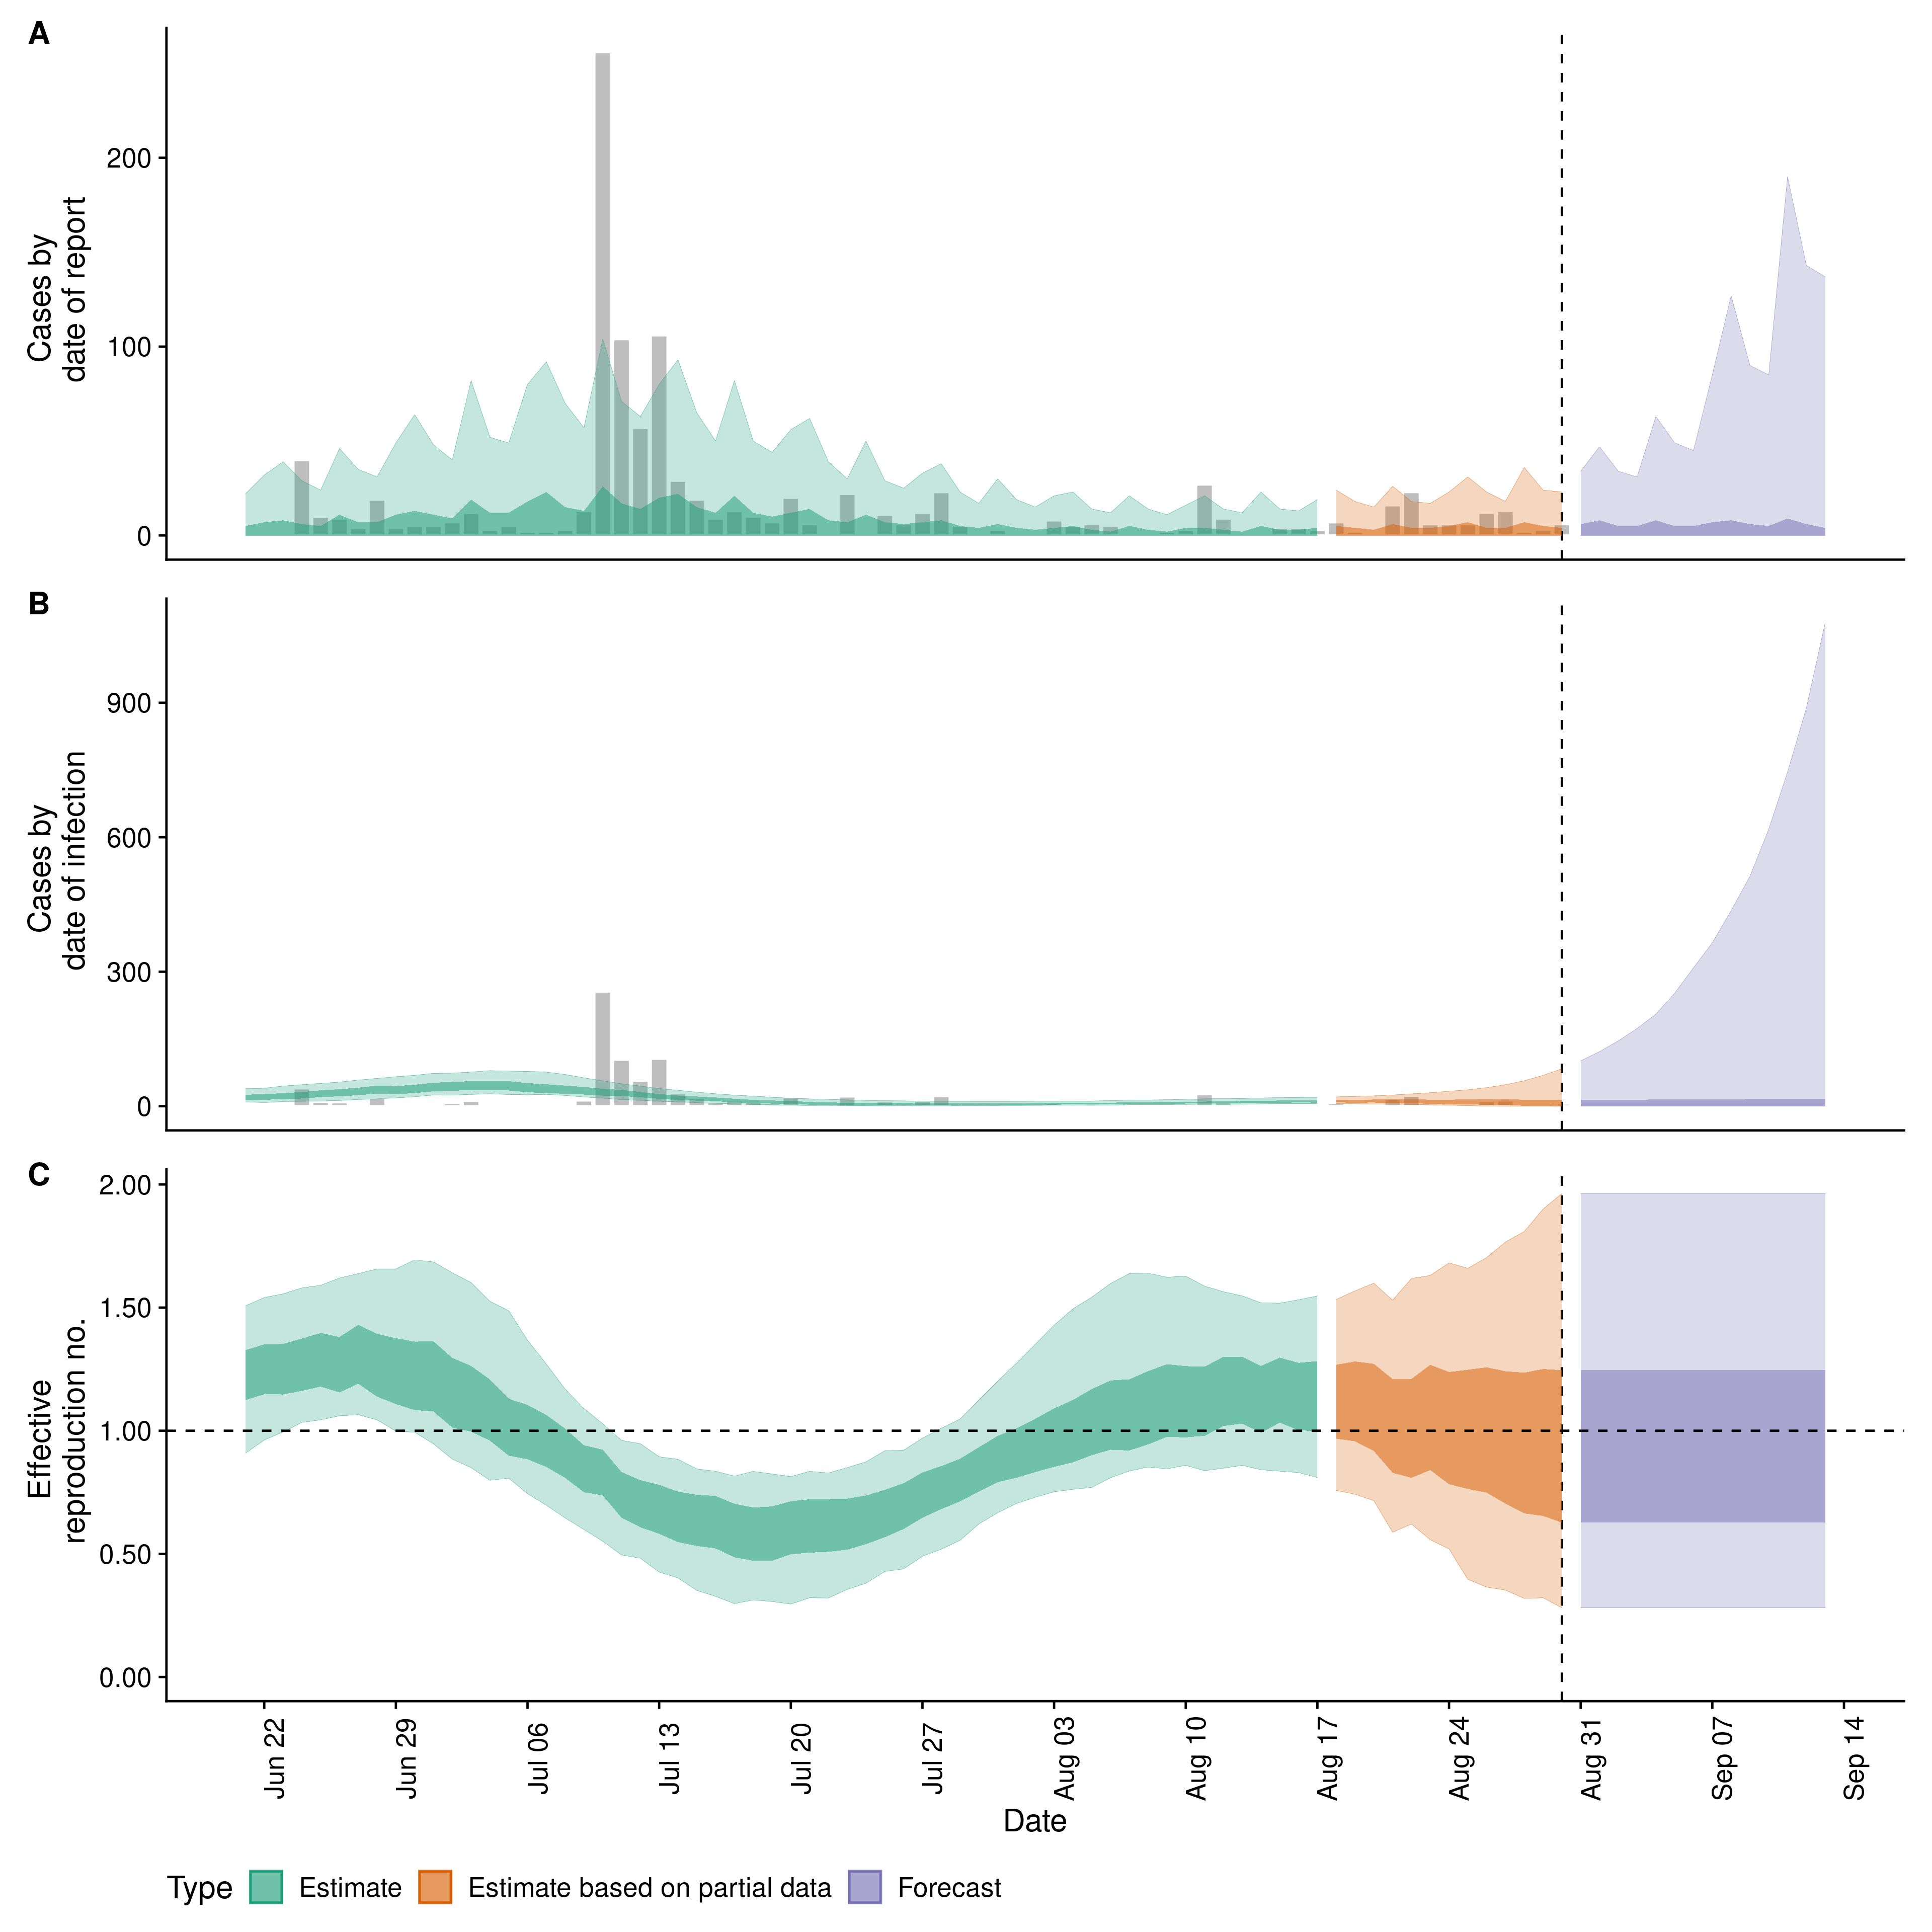 A
Cases by
date of report
200
100
0
B
Cases by
date of infection
900
600
300
0
C
Effective
reproduction no.
2.00
1.50
1.00
0.50
0.00
Jun 22
Jun 29
Jul 06
Jul 13
Jul 20
Jul 27
Aug 03
Aug 10
Aug 17
Aug 24
Aug 31
Sep 07
Sep 14
Date
Type Estimate Estimate based on partial data Forecast